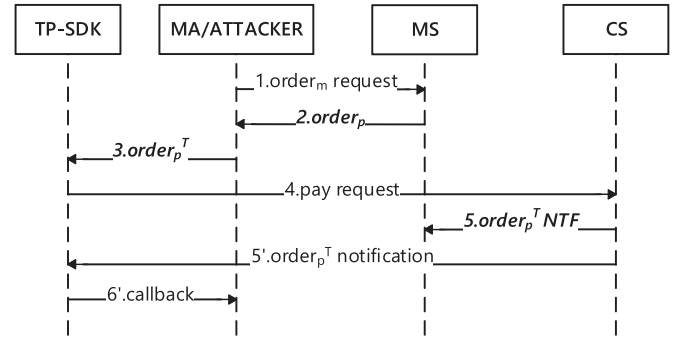 TP-SDK MA/ATTACKER MS CS
1.orderₘ request
2.orderₚ
3.orderₚᵀ
4.pay request
5.orderₚᵀ NTF
5'.orderₚᵀ notification
6'.callback